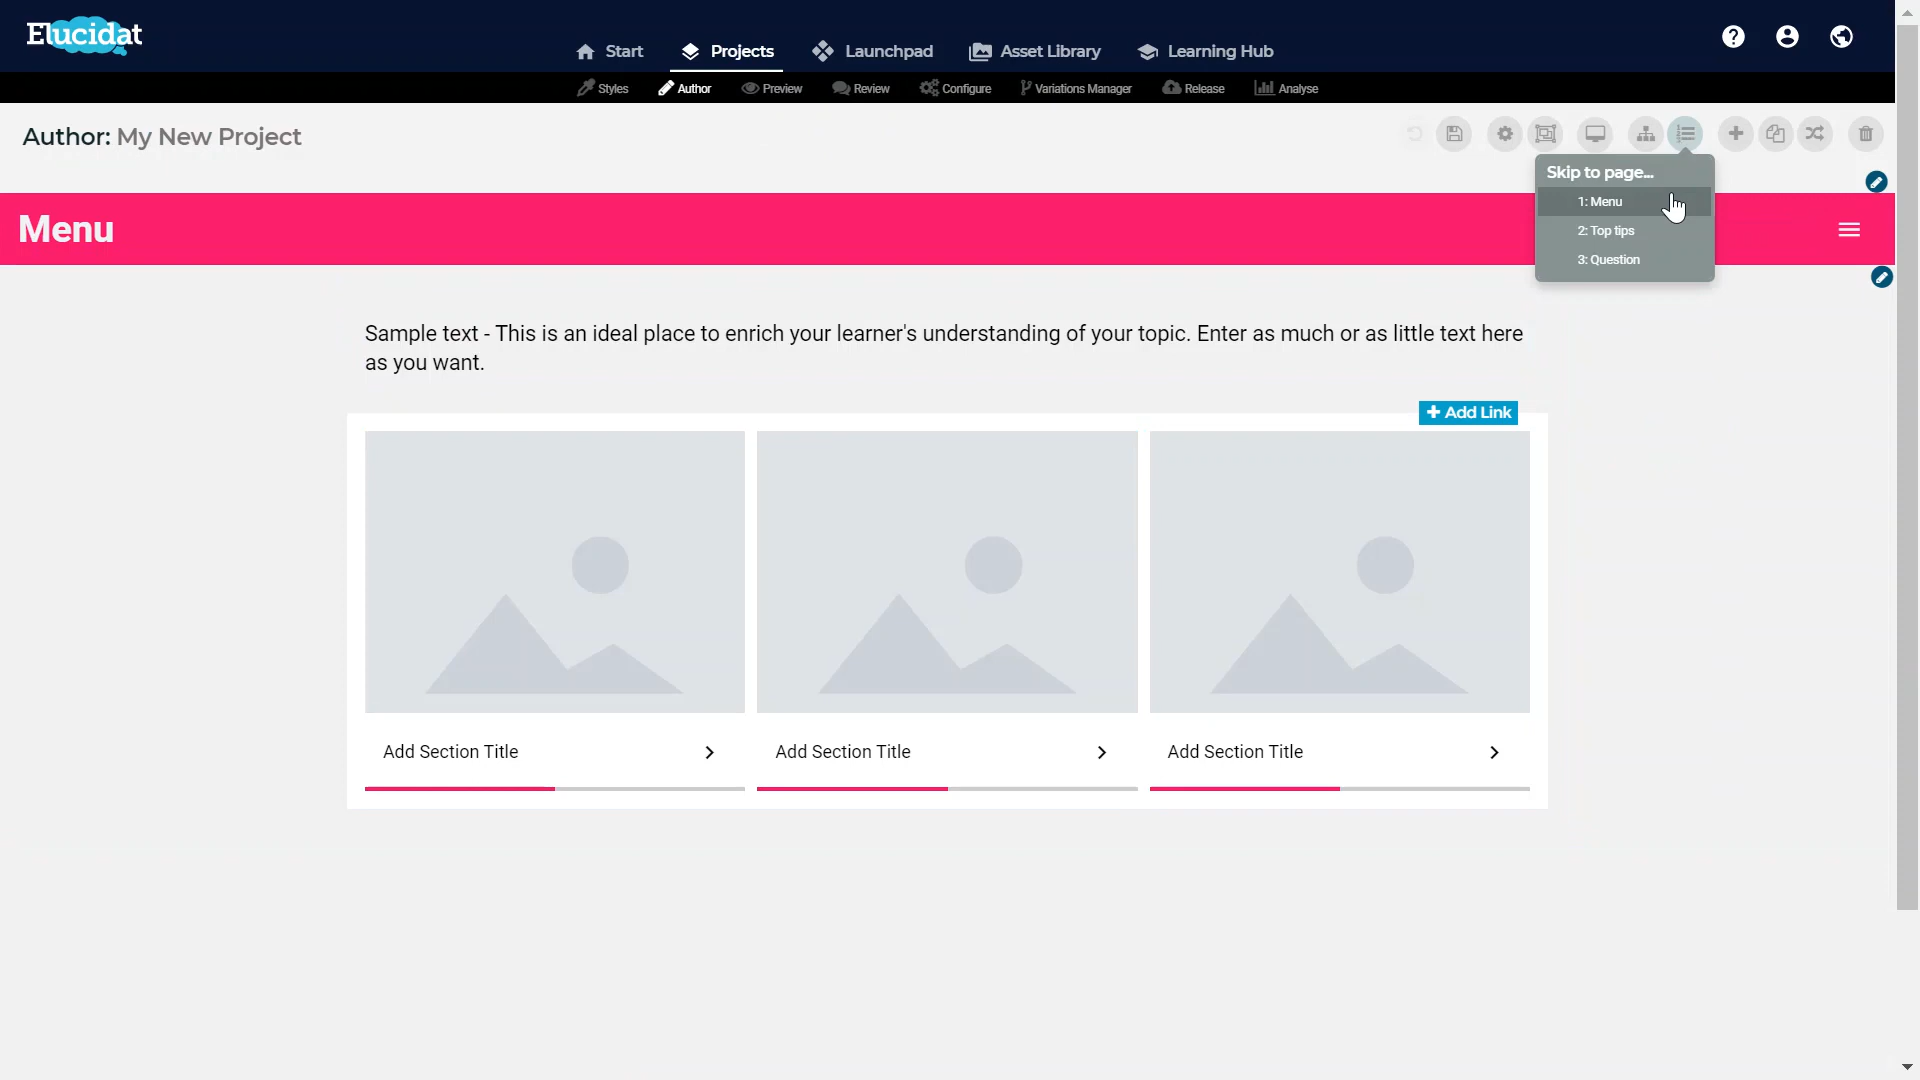 Elucidat
Start
Projects
Launchpad
Asset Library
Learning Hub
Styles
Author
Preview
Review
Configure
Variations Manager
Release
Analyse
Author: My New Project
Skip to page...
1: Menu
2: Top tips
3: Question
Menu
Sample text - This is an ideal place to enrich your learner's understanding of your topic. Enter as much or as little text here
as you want.
Add Link
Add Section Title
Add Section Title
Add Section Title